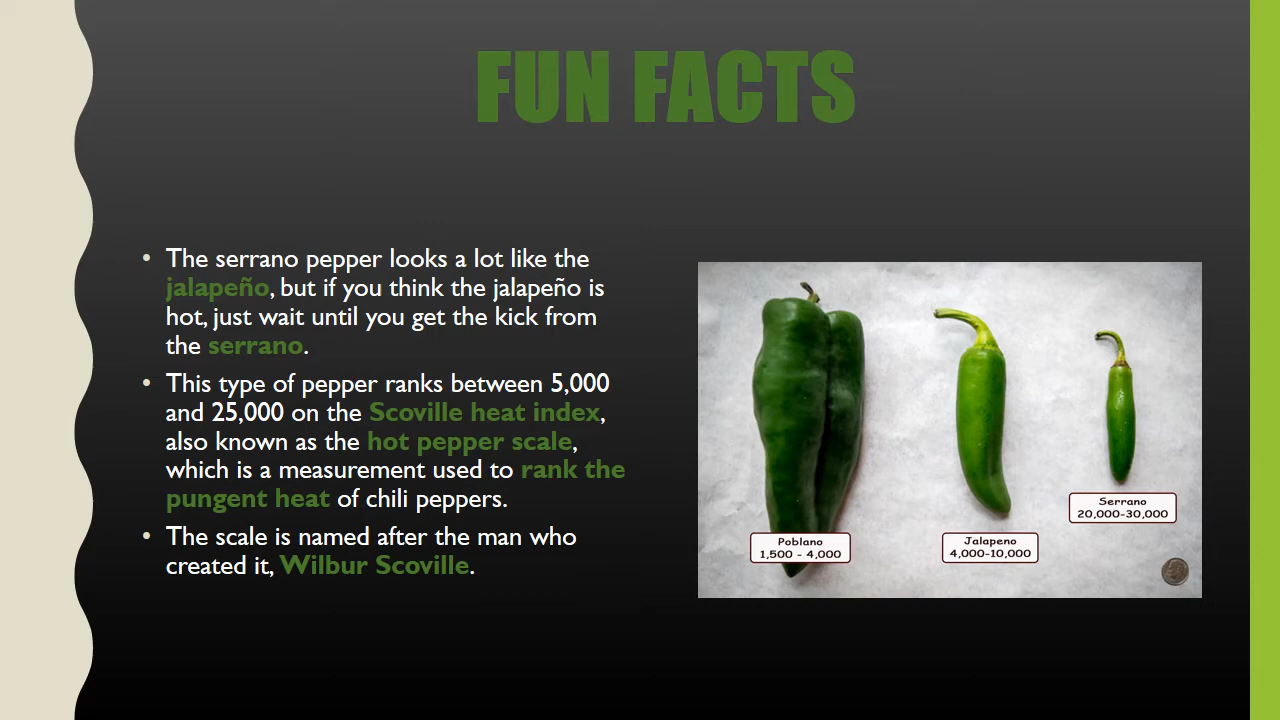 FUN FACTS
• The serrano pepper looks a lot like the
jalapeño, but if you think the jalapeño is
hot, just wait until you get the kick from
the serrano.
• This type of pepper ranks between 5,000
and 25,000 on the Scoville heat index,
also known as the hot pepper scale,
which is a measurement used to rank the
pungent heat of chili peppers.
• The scale is named after the man who
created it, Wilbur Scoville.
Poblano
1,500 - 4,000
Jalapeno
4,000-10,000
Serrano
20,000-30,000